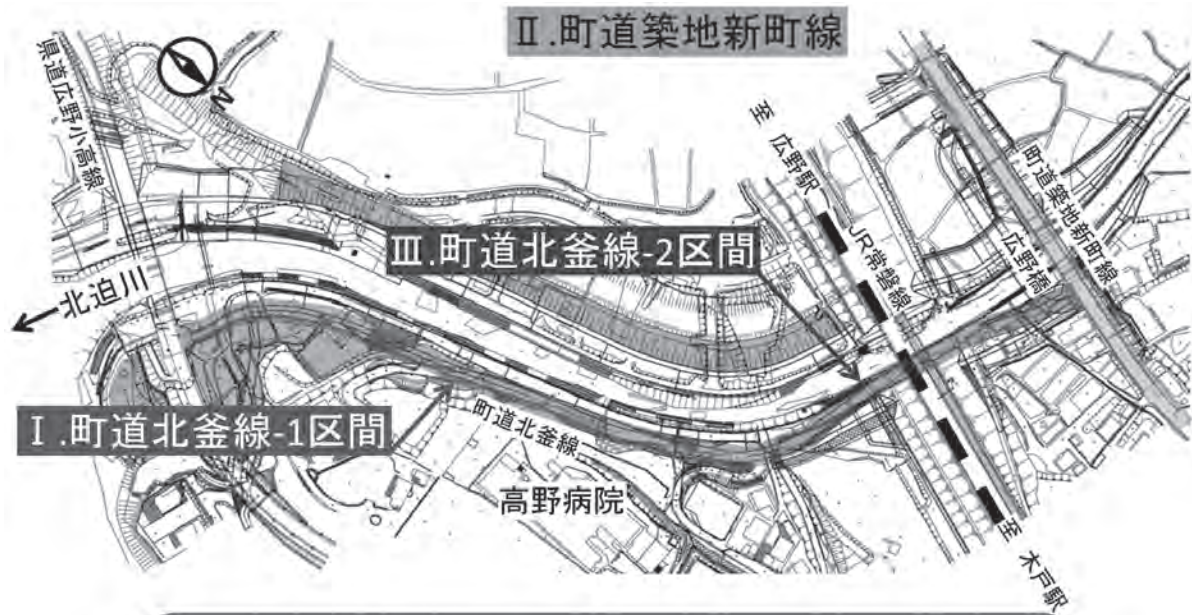 Ⅱ.町道築地新町線
県道広野小高線
N
至 広野駅
JR常磐線
町道築地新町線
広野橋
Ⅲ.町道北釜線-2区間
北迫川
Ⅰ.町道北釜線-1区間
町道北釜線
高野病院
至 木戸駅